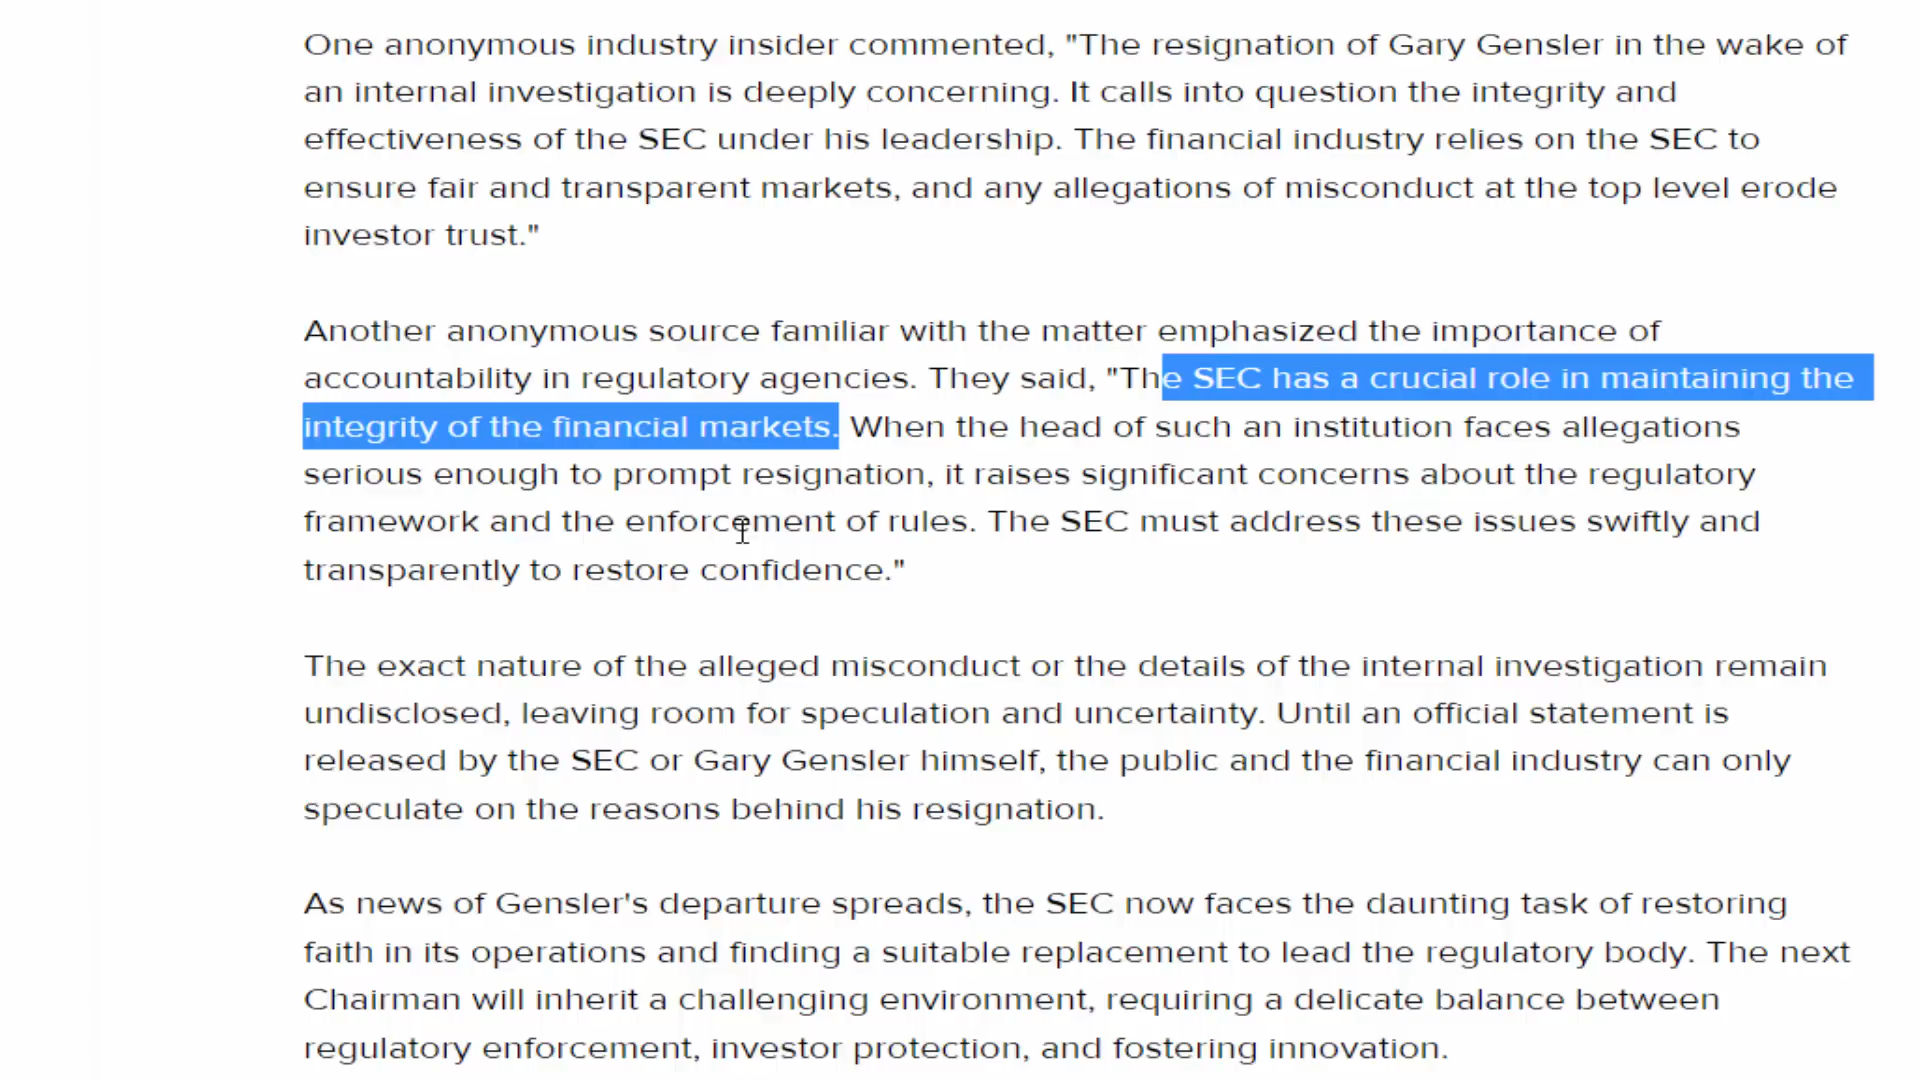 One anonymous industry insider commented, "The resignation of Gary Gensler in the wake of
an internal investigation is deeply concerning. It calls into question the integrity and
effectiveness of the SEC under his leadership. The financial industry relies on the SEC to
ensure fair and transparent markets, and any allegations of misconduct at the top level erode
investor trust."
Another anonymous source familiar with the matter emphasized the importance of
accountability in regulatory agencies. They said, "The SEC has a crucial role in maintaining the
integrity of the financial markets. When the head of such an institution faces allegations
serious enough to prompt resignation, it raises significant concerns about the regulatory
framework and the enforcement of rules. The SEC must address these issues swiftly and
transparently to restore confidence."
The exact nature of the alleged misconduct or the details of the internal investigation remain
undisclosed, leaving room for speculation and uncertainty. Until an official statement is
released by the SEC or Gary Gensler himself, the public and the financial industry can only
speculate on the reasons behind his resignation.
As news of Gensler's departure spreads, the SEC now faces the daunting task of restoring
faith in its operations and finding a suitable replacement to lead the regulatory body. The next
Chairman will inherit a challenging environment, requiring a delicate balance between
regulatory enforcement, investor protection, and fostering innovation.